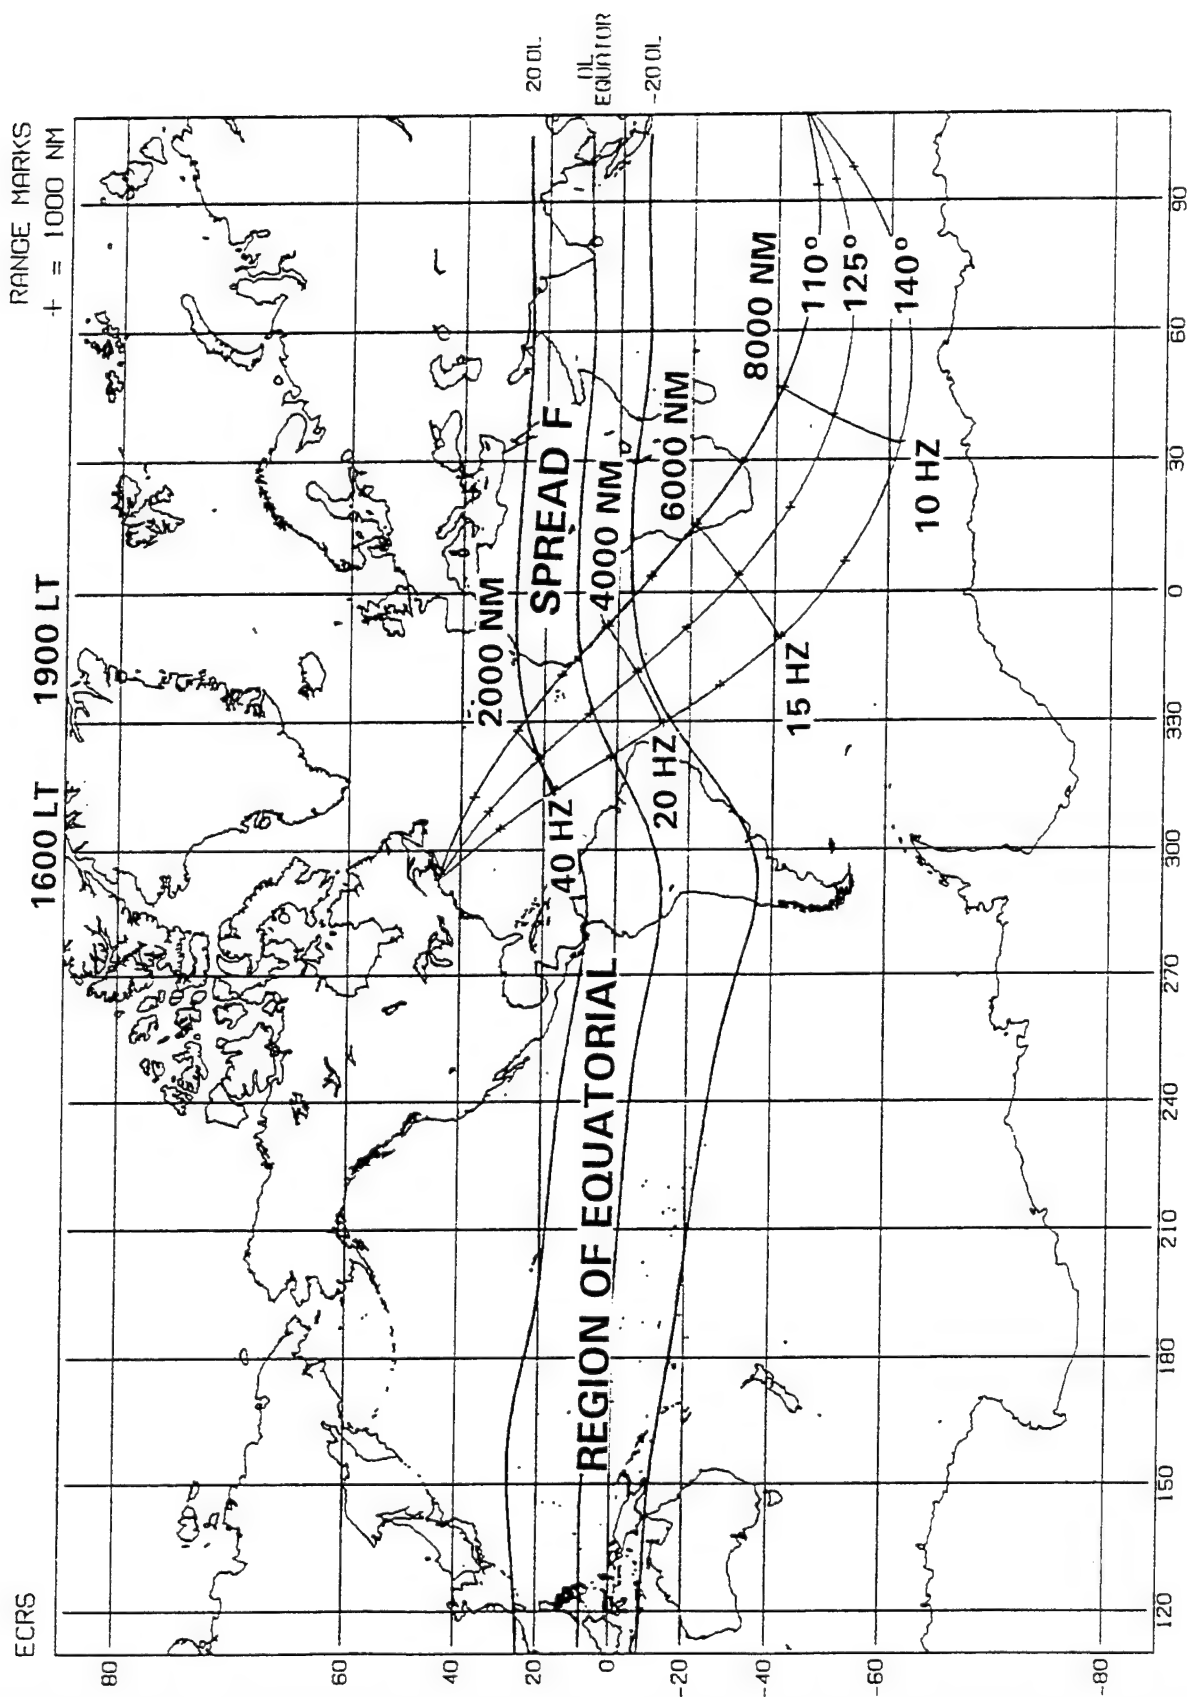 ECRS
1600 LT
1900 LT
RANGE MARKS
+ = 1000 NM
80
60
40
20
0
-20
-40
-60
-80
20 DL
DL
EQUATOR
-20 DL
REGION OF EQUATORIAL
SPREAD F
2000 NM
4000 NM
6000 NM
8000 NM
40 HZ
20 HZ
15 HZ
10 HZ
110°
125°
140°
120
150
180
210
240
270
300
330
0
30
60
90